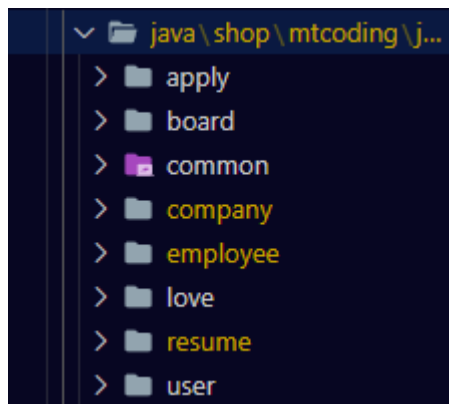 java\shop\mtcoding\j...
apply
board
common
company
employee
love
resume
user